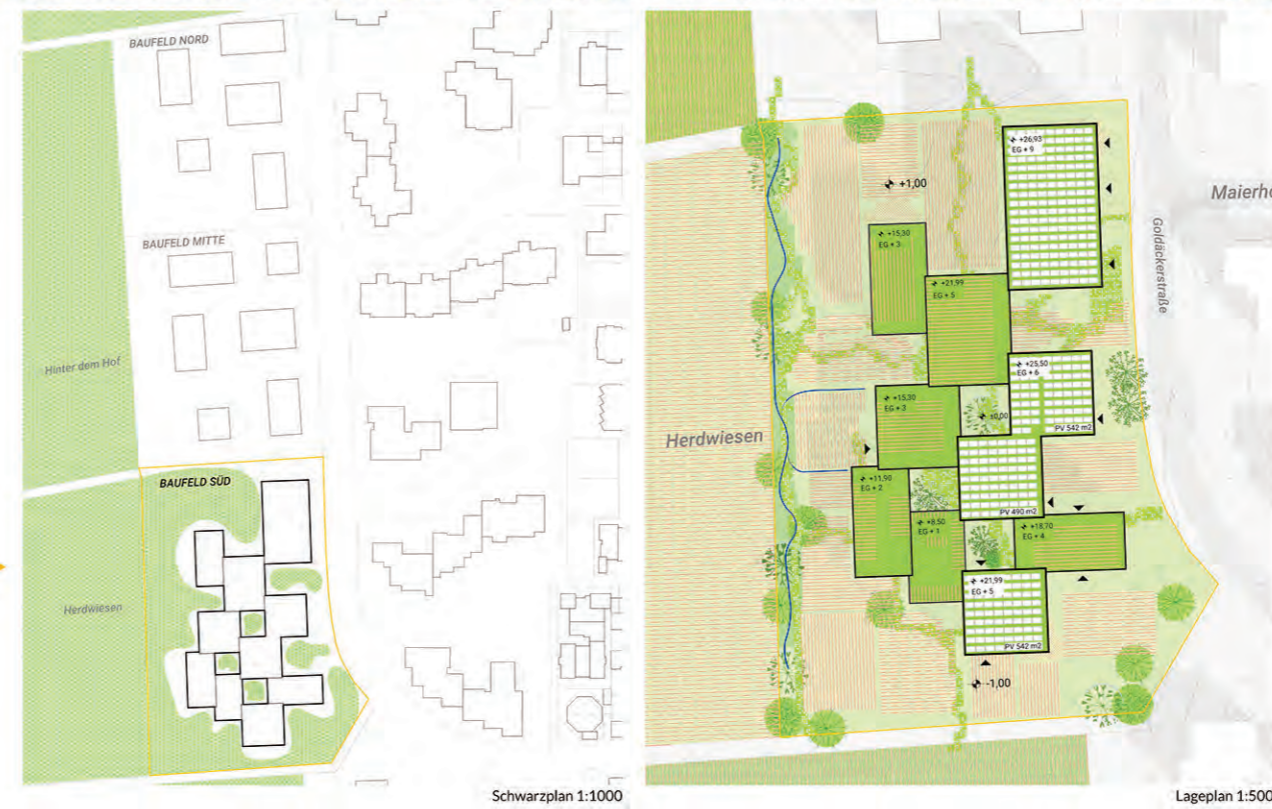 BAUFELD NORD
BAUFELD MITTE
Hinter dem Hof
BAUFELD SÜD
Herdwiesen
Schwarzplan 1:1000
+26,93
EG + 9
+1,00
Maierho
Goldäckerstraße
+15,30
EG + 3
+21,99
EG + 5
+25,50
EG + 6
PV 542 m2
+15,30
EG + 3
±0,00
Herdwiesen
+11,90
EG + 2
PV 490 m2
+8,50
EG + 1
+18,70
EG + 4
+21,99
EG + 5
PV 542 m2
-1,00
Lageplan 1:500